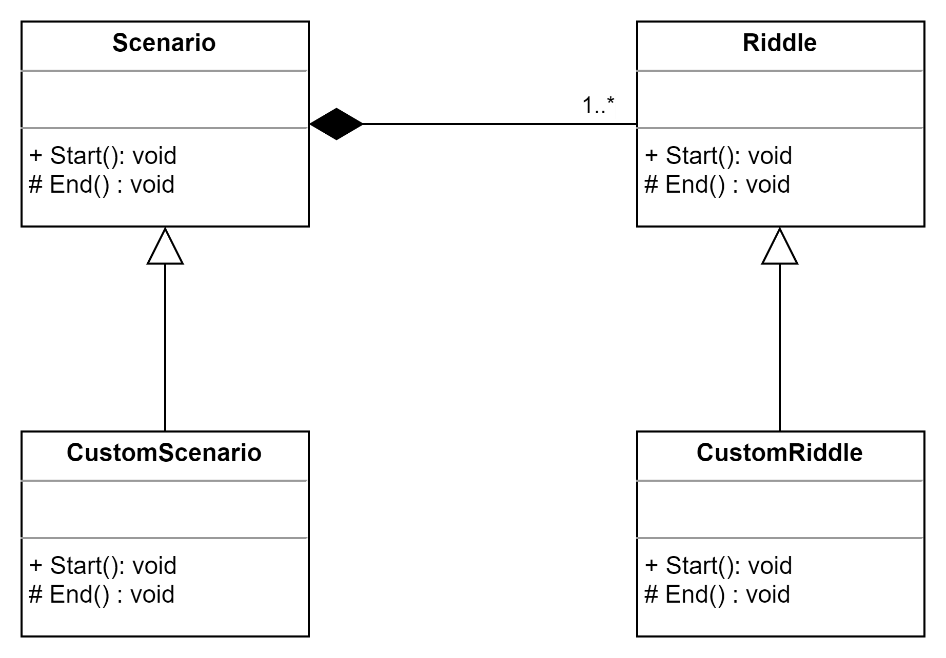 Scenario
+ Start(): void
# End() : void
1..*
Riddle
+ Start(): void
# End() : void
CustomScenario
+ Start(): void
# End() : void
CustomRiddle
+ Start(): void
# End() : void